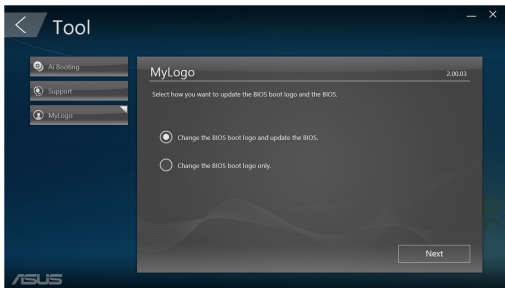 Tool
Ai Booting
Support
MyLogo
MyLogo
2.00.03
Select how you want to update the BIOS boot logo and the BIOS.
Change the BIOS boot logo and update the BIOS.
Change the BIOS boot logo only.
Next
ASUS